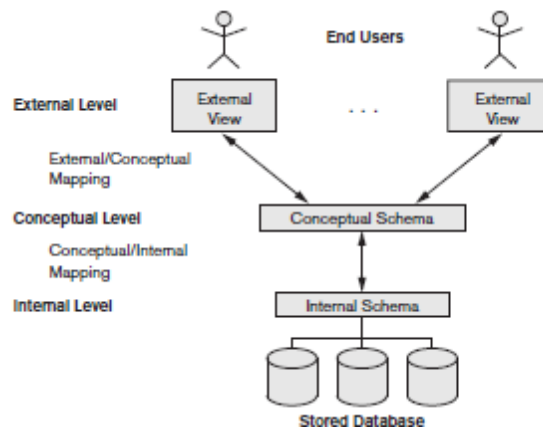 End Users
External Level
External
View
. . .
External
View
External/Conceptual
Mapping
Conceptual Level
Conceptual Schema
Conceptual/Internal
Mapping
Internal Level
Internal Schema
Stored Database